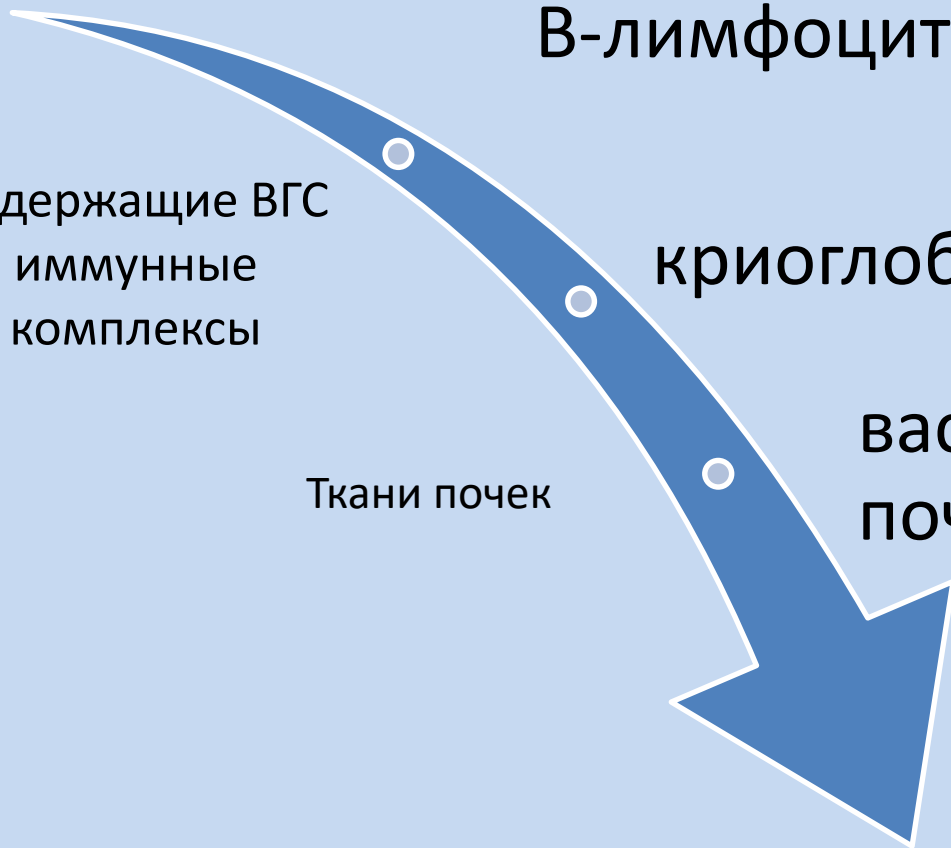 В-лимфоцит
держащие ВГС
иммунные
комплексы
криоглоб
вас
поч
Ткани почек